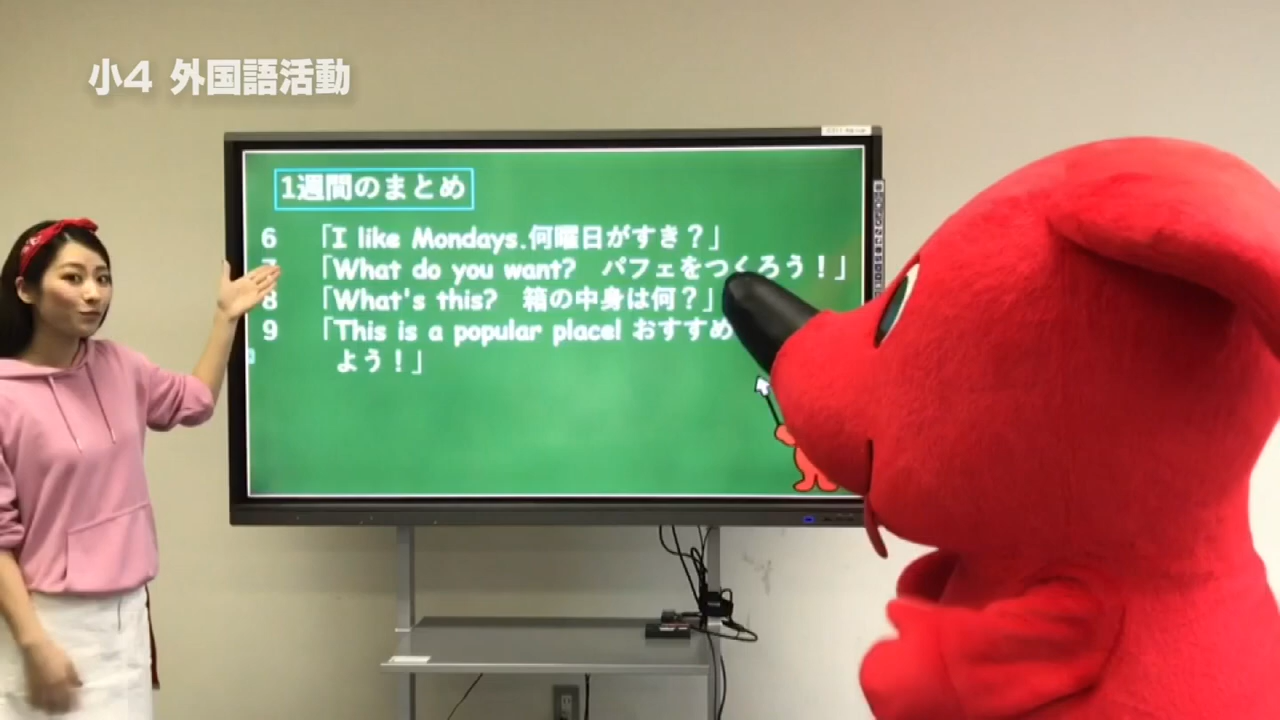 小4 外国語活動
1週間のまとめ
6 「I like Mondays.何曜日がすき？」
7 「What do you want? パフェをつくろう！」
8 「What's this? 箱の中身は何？」
9 「This is a popular place! おすすめ
よう！」